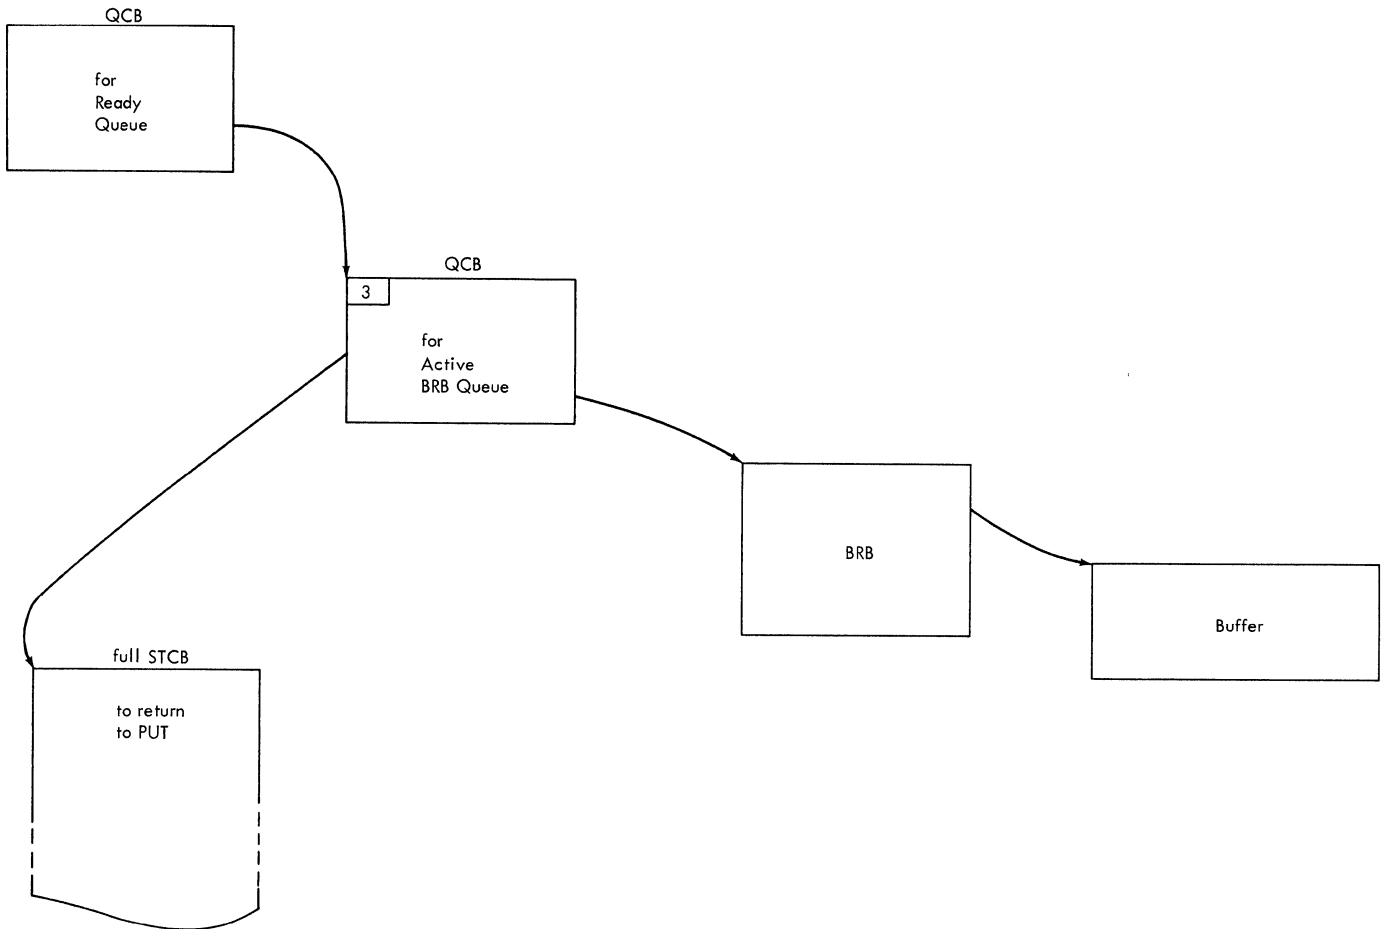 QCB
for
Ready
Queue
QCB
3
for
Active
BRB Queue
BRB
Buffer
full STCB
to return
to PUT